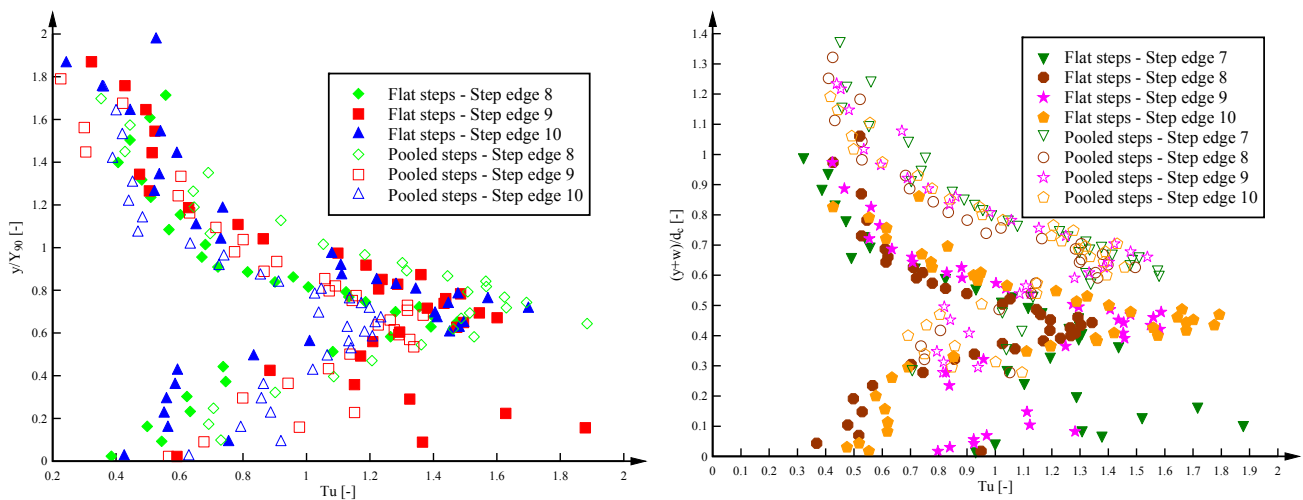 2
1.8
1.6
1.4
1.2
1
0.8
0.6
0.4
0.2
0
y/Y90 [-]
0.2 0.4 0.6 0.8 1 1.2 1.4 1.6 1.8 2
Tu [-]
Flat steps - Step edge 8
Flat steps - Step edge 9
Flat steps - Step edge 10
Pooled steps - Step edge 8
Pooled steps - Step edge 9
Pooled steps - Step edge 10
1.4
1.3
1.2
1.1
1
0.9
0.8
0.7
0.6
0.5
0.4
0.3
0.2
0.1
0
(y+w)/dc [-]
0 0.1 0.2 0.3 0.4 0.5 0.6 0.7 0.8 0.9 1 1.1 1.2 1.3 1.4 1.5 1.6 1.7 1.8 1.9 2
Tu [-]
Flat steps - Step edge 7
Flat steps - Step edge 8
Flat steps - Step edge 9
Flat steps - Step edge 10
Pooled steps - Step edge 7
Pooled steps - Step edge 8
Pooled steps - Step edge 9
Pooled steps - Step edge 10